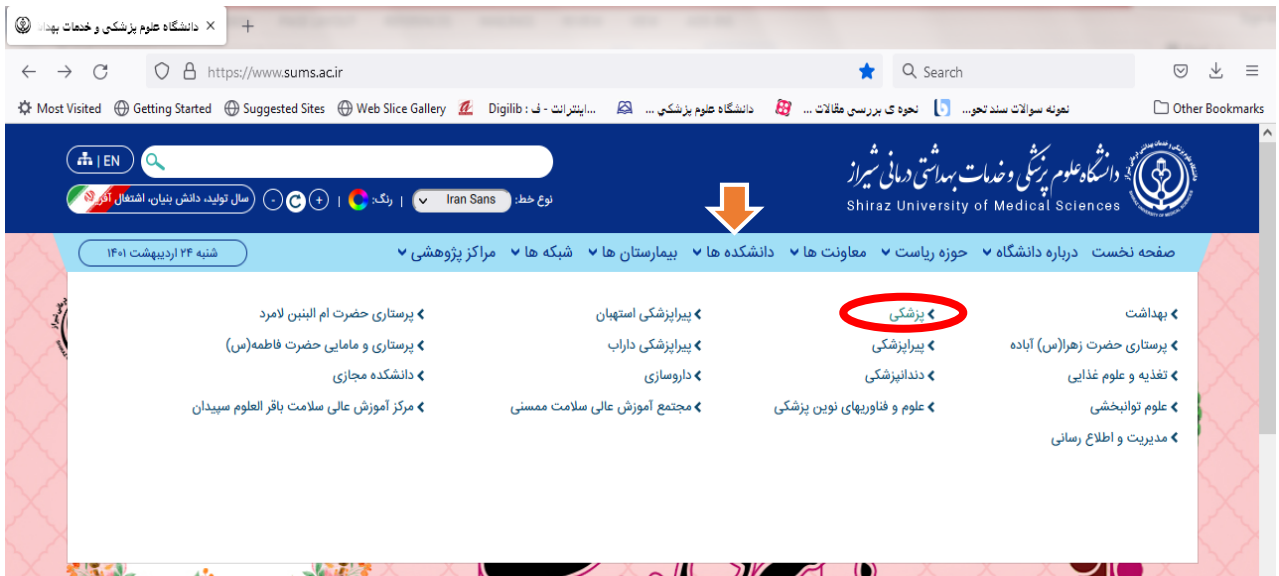 دانشگاه علوم پزشکی و خدمات بهدا
https://www.sums.ac.ir
Search
Most Visited Getting Started Suggested Sites Web Slice Gallery Digilib : اینترانت - ف... دانشگاه علوم پزشکی ... نحوه ی بررسی مقالات ... نمونه سوالات سند تحو... Other Bookmarks
EN
دانشگاه علوم پزشکی و خدمات بهداشتی درمانی شیراز
Shiraz University of Medical Sciences
نوع خط: Iran Sans | رنگ: | + C -
سال تولید، دانش بنیان، اشتغال آفرین
صفحه نخست درباره دانشگاه حوزه ریاست معاونت ها دانشکده ها بیمارستان ها شبکه ها مراکز پژوهشی
شنبه ۲۴ اردیبهشت ۱۴۰۱
بهداشت پزشکی پیراپزشکی استهبان پرستاری حضرت ام البنین لامرد
پرستاری حضرت زهرا(س) آباده پیراپزشکی پیراپزشکی داراب پرستاری و مامایی حضرت فاطمه(س)
تغذیه و علوم غذایی دندانپزشکی داروسازی دانشکده مجازی
علوم توانبخشی علوم و فناوریهای نوین پزشکی مجتمع آموزش عالی سلامت ممسنی مرکز آموزش عالی سلامت باقر العلوم سپیدان
مدیریت و اطلاع رسانی